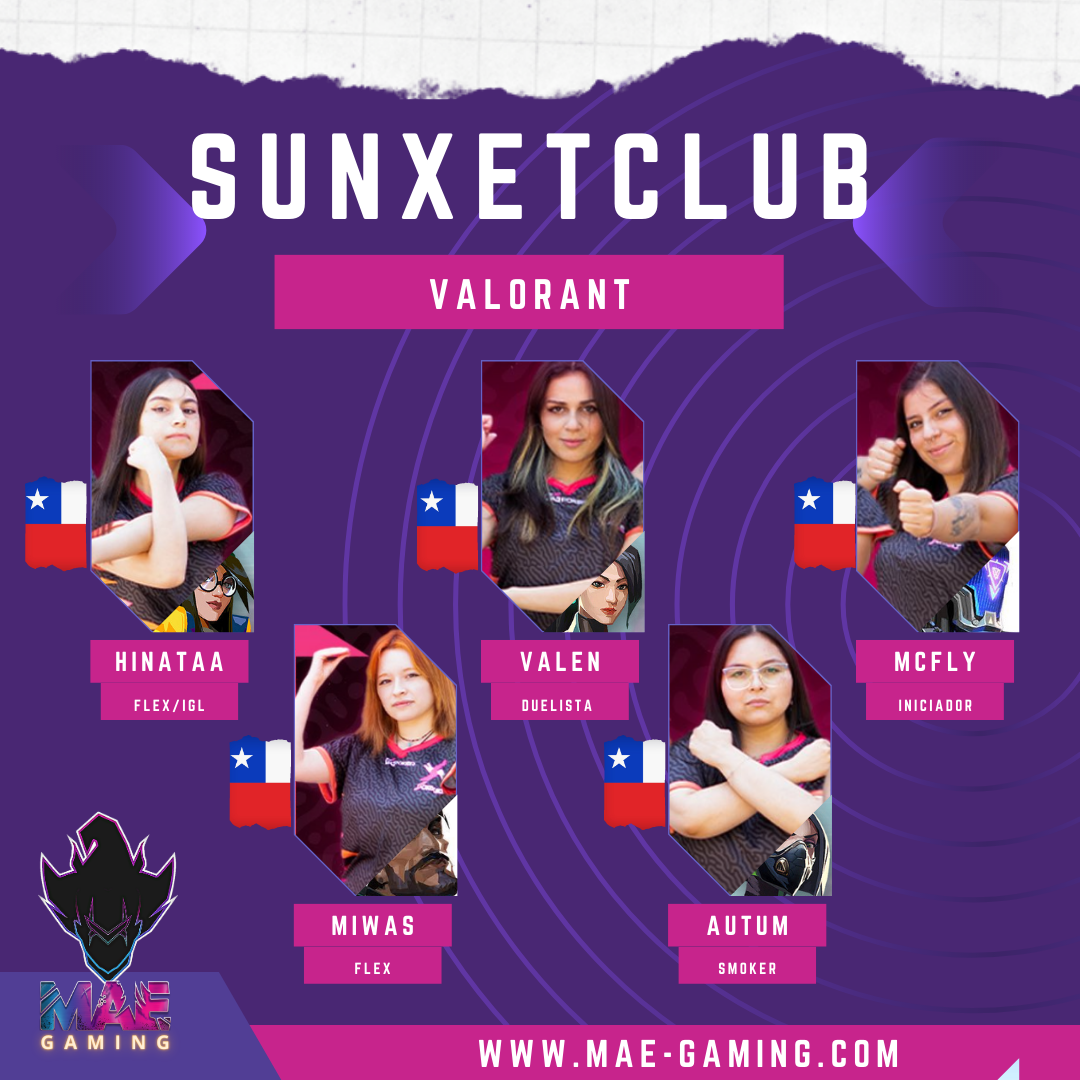 SUNXETCLUB
VALORANT
HINATAA
FLEX/IGL
VALEN
DUELISTA
MCFLY
INICIADOR
MIWAS
FLEX
AUTUM
SMOKER
MAE
GAMING
WWW.MAE-GAMING.COM